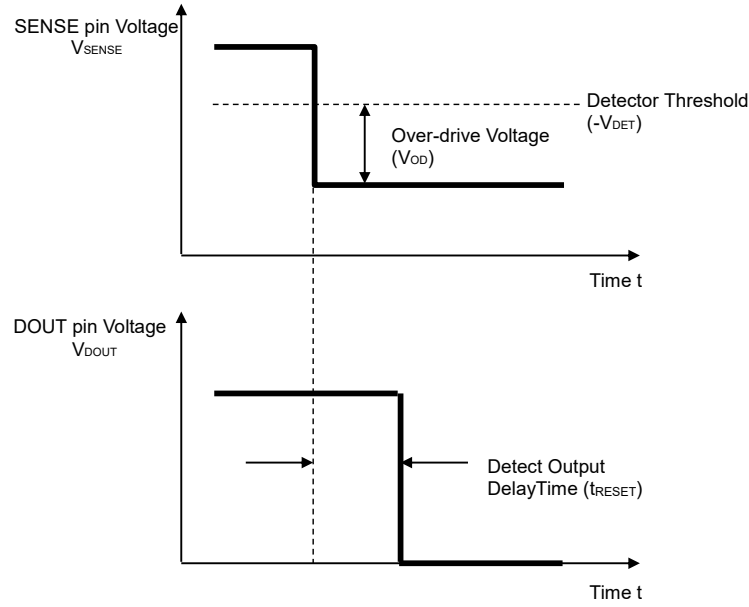 SENSE pin Voltage
VSENSE
Detector Threshold
(-VDET)
Over-drive Voltage
(VOD)
Time t
DOUT pin Voltage
VDOUT
Detect Output
DelayTime (tRESET)
Time t